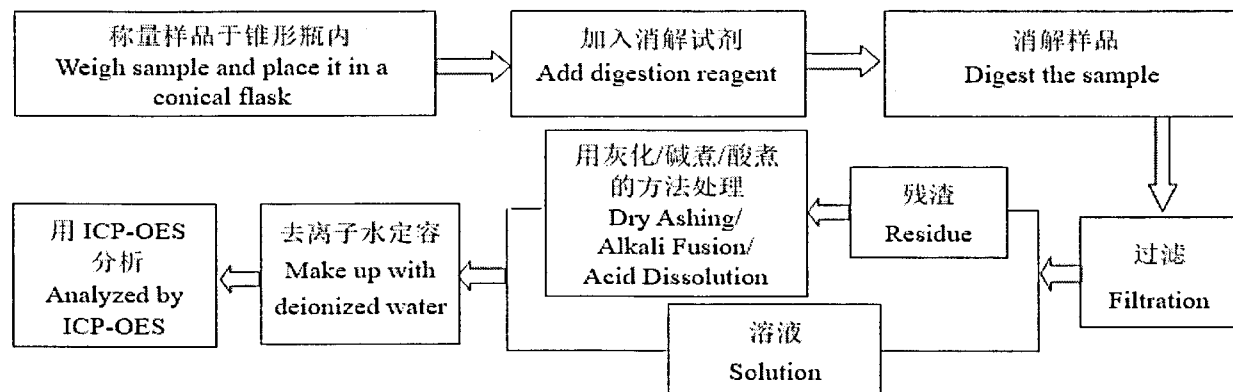 称量样品于锥形瓶内
Weigh sample and place it in a
conical flask
加入消解试剂
Add digestion reagent
消解样品
Digest the sample
过滤
Filtration
残渣
Residue
用灰化/碱煮/酸煮
的方法处理
Dry Ashing/
Alkali Fusion/
Acid Dissolution
溶液
Solution
去离子水定容
Make up with
deionized water
用 ICP-OES
分析
Analyzed by
ICP-OES